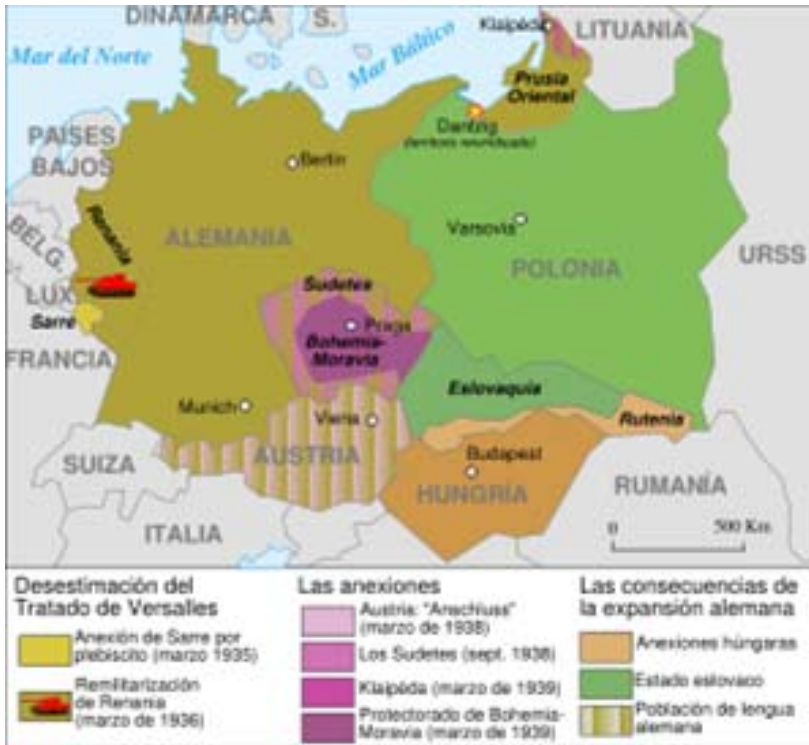 DINAMARCA
S.
Klaipéda
LITUANIA
Mar del Norte
Mar Báltico
Prusia
Oriental
PAISES
BAJOS
Dantzig
Berlín
Renania
ALEMANIA
Varsovia
BELG.
POLONIA
URSS
LUX.
Sudetes
Sarre
Praga
Bohemia-
Moravia
FRANCIA
Eslovaquia
Munich
Viena
Rutenia
AUSTRIA
Budapest
SUIZA
HUNGRÍA
RUMANÍA
ITALIA
0 500 Km
Desestimación del
Tratado de Versalles
Anexión de Sarre por
plebiscito (marzo 1935)
Remilitarización
de Renania
(marzo de 1936)
Las anexiones
Austria: "Anschluss"
(marzo de 1938)
Los Sudetes (sept. 1938)
Klaipéda (marzo de 1939)
Protectorado de Bohemia-
Moravia (marzo de 1939)
Las consecuencias de
la expansión alemana
Anexiones húngaras
Estado eslovaco
Población de lengua
alemana